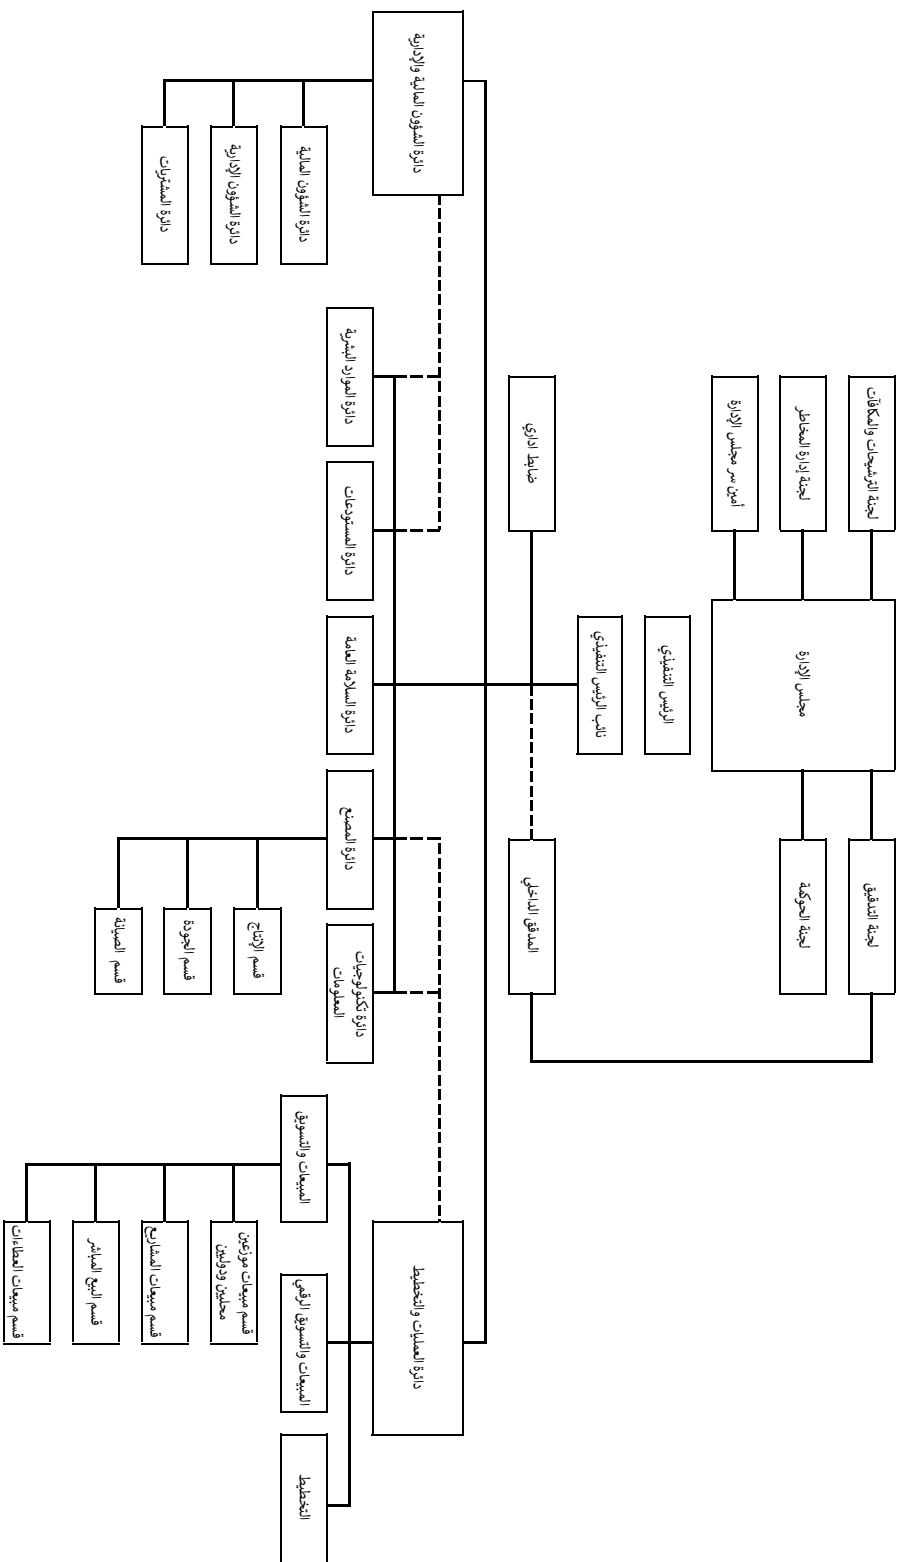 لجنة الترشيحات والمكافآت
لجنة إدارة المخاطر
أمين سر مجلس الإدارة
مجلس الإدارة
لجنة التدقيق
لجنة الحوكمة
الرئيس التنفيذي
نائب الرئيس التنفيذي
ضابط اداري
المدقق الداخلي
دائرة الشؤون المالية والإدارية
دائرة العمليات والتخطيط
دائرة الموارد البشرية
دائرة المستودعات
دائرة السلامة العامة
دائرة المصنع
دائرة تكنولوجيات
المعلومات
دائرة الشؤون المالية
دائرة الشؤون الإدارية
دائرة المشتريات
قسم الإنتاج
قسم الجودة
قسم الصيانة
المبيعات والتسويق
المبيعات والتسويق الرقمي
التخطيط
قسم مبيعات موزعين
محليين ودوليين
قسم مبيعات المشاريع
قسم البيع المباشر
قسم مبيعات العطاءات